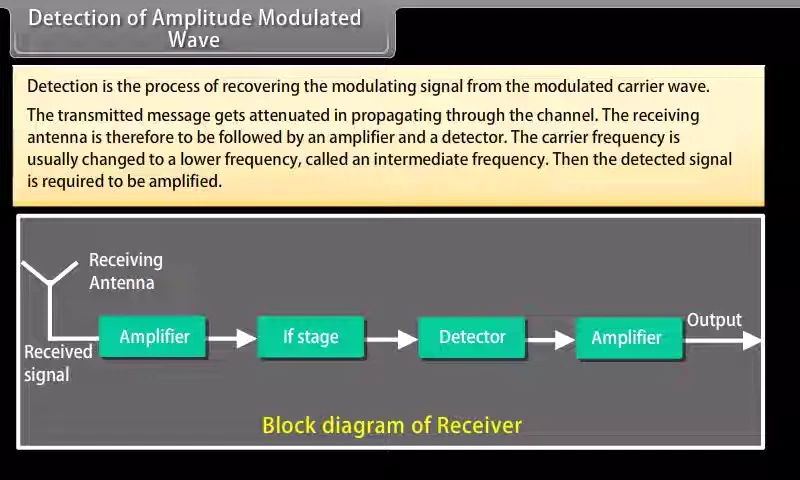 Detection of Amplitude Modulated
Wave
Detection is the process of recovering the modulating signal from the modulated carrier wave.
The transmitted message gets attenuated in propagating through the channel. The receiving
antenna is therefore to be followed by an amplifier and a detector. The carrier frequency is
usually changed to a lower frequency, called an intermediate frequency. Then the detected signal
is required to be amplified.
Receiving
Antenna
Received
signal
Amplifier
If stage
Detector
Amplifier
Output
Block diagram of Receiver